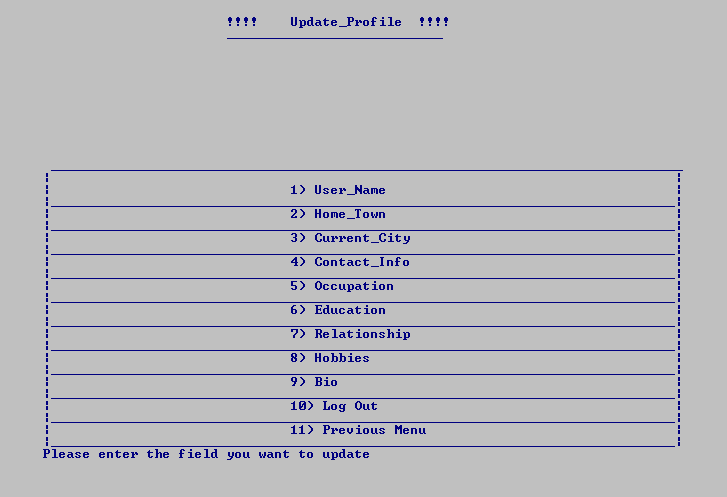 !!!! Update_Profile !!!!
1) User_Name
2) Home_Town
3) Current_City
4) Contact_Info
5) Occupation
6) Education
7) Relationship
8) Hobbies
9) Bio
10) Log Out
11) Previous Menu
Please enter the field you want to update